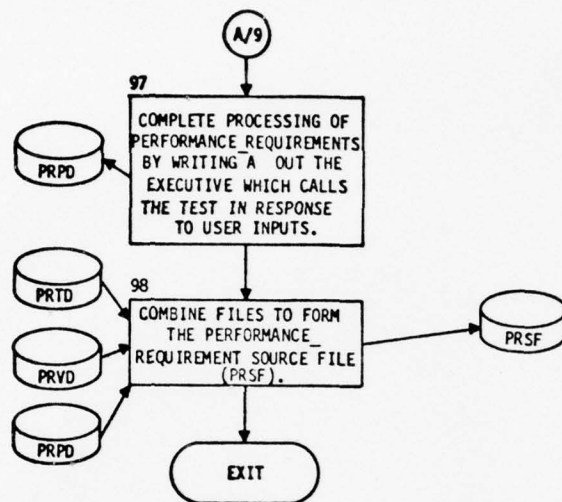 A/9
97
COMPLETE PROCESSING OF
PERFORMANCE_REQUIREMENTS
BY WRITING A OUT THE
EXECUTIVE WHICH CALLS
THE TEST IN RESPONSE
TO USER INPUTS.
PRPD
98
COMBINE FILES TO FORM
THE PERFORMANCE_
REQUIREMENT SOURCE FILE
(PRSF).
PRTD
PRVD
PRPD
PRSF
EXIT